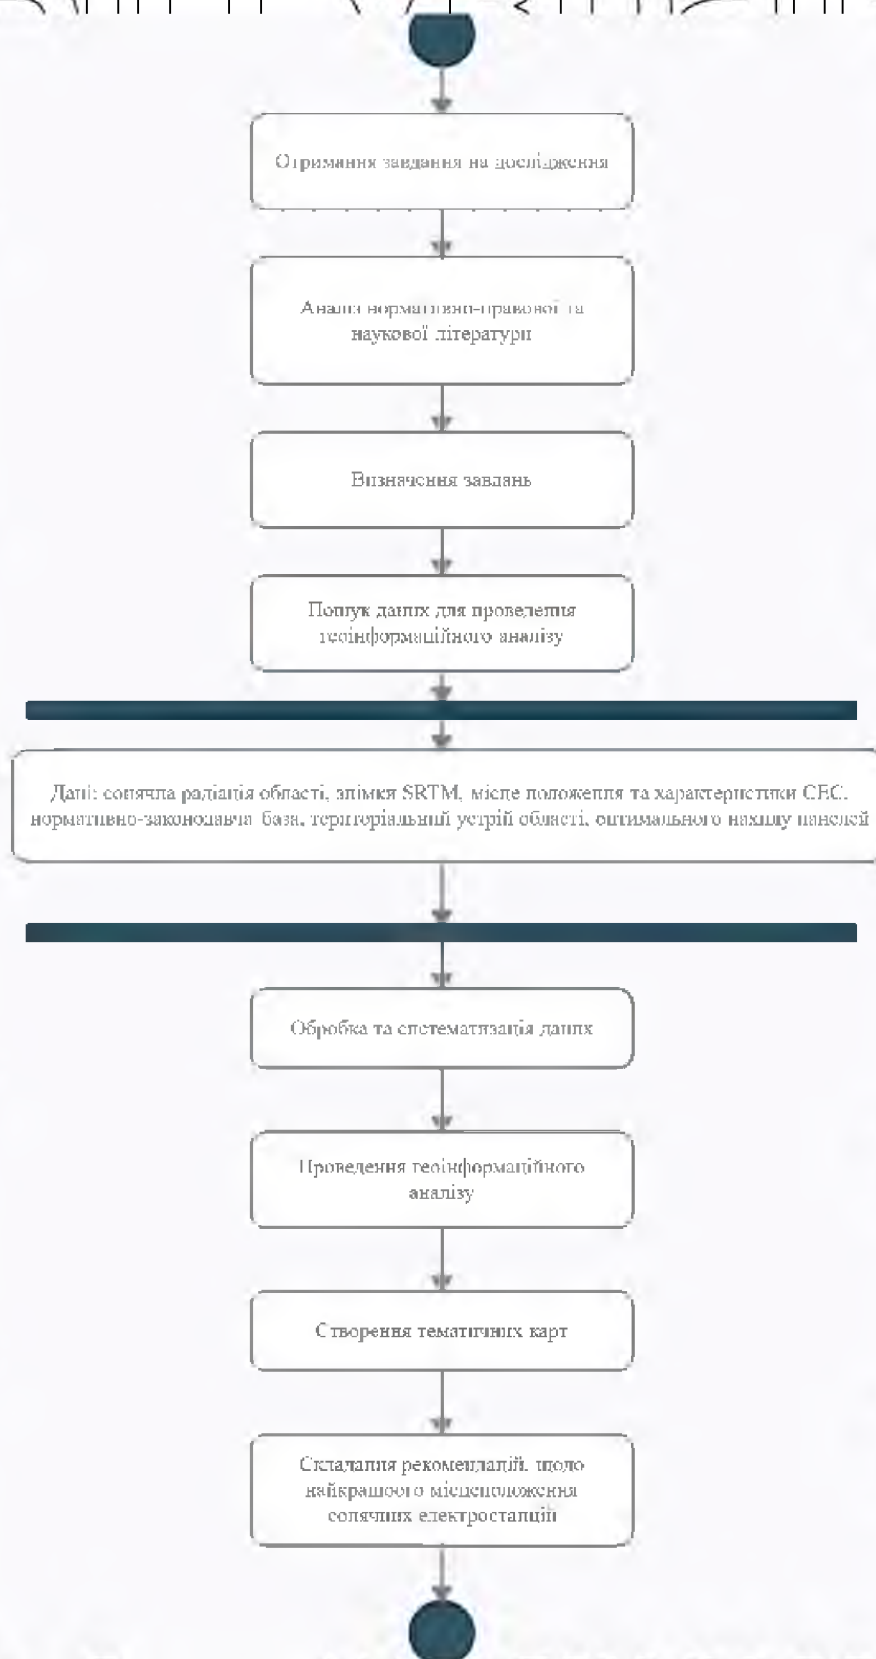 Отримання завдання на дослідження
Аналіз нормативно-правової та
наукової літератури
Визначення завдань
Пошук даних для проведення
геоінформаційного аналізу
Дані: сонячна радіація області, знімки SRTM, місце положення та характеристики СЕС,
нормативно-законодавча база, територіальний устрій області, оптимального нахилу панелей
Обробка та систематизація даних
Проведення геоінформаційного
аналізу
Створення тематичних карт
Складання рекомендацій, щодо
найкращого місцеположення
сонячних електростанцій